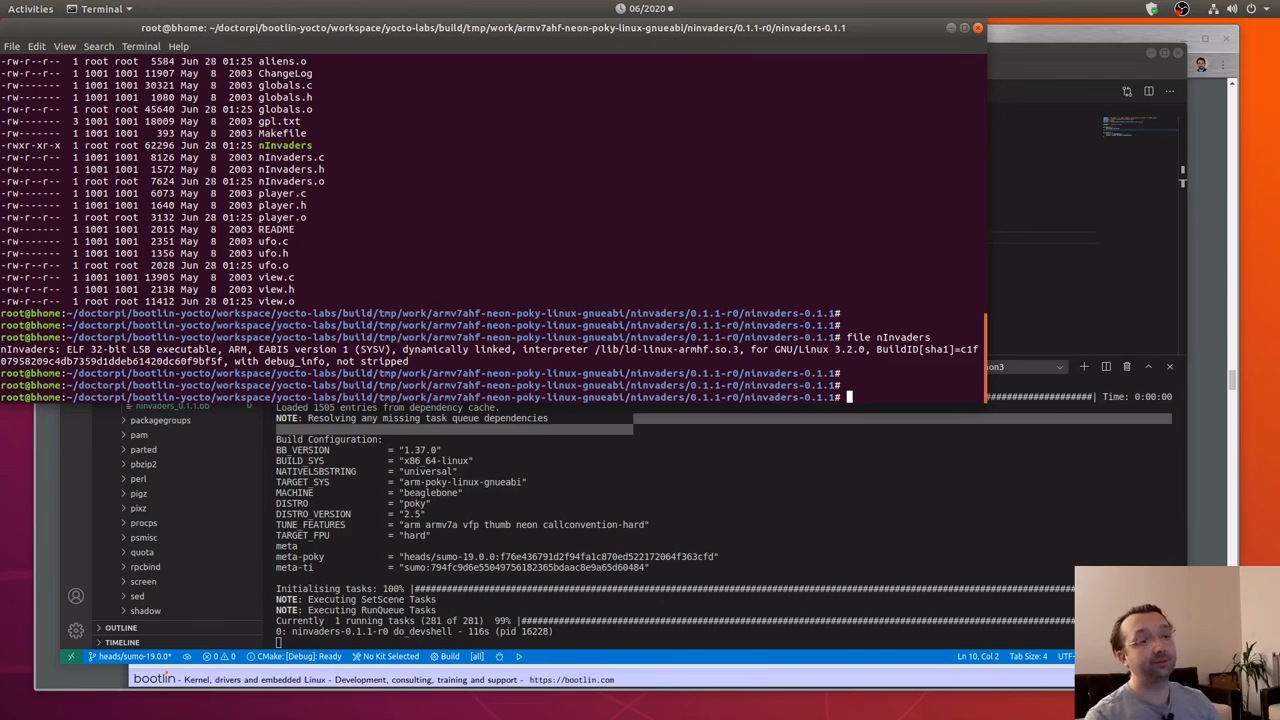 Activities
Terminal
06/2020
root@bhome: ~/doctorpi/bootlin-yocto/workspace/yocto-labs/build/tmp/work/armv7ahf-neon-poky-linux-gnueabi/ninvaders/0.1.1-r0/ninvaders-0.1.1
File Edit View Search Terminal Help
-rw-r--r-- 1 root root 5584 Jun 28 01:25 aliens.o
-rw------- 1 1001 1001 11907 May 8 2003 ChangeLog
-rw------- 1 1001 1001 30321 May 8 2003 globals.c
-rw------- 1 1001 1001 1080 May 8 2003 globals.h
-rw-r--r-- 1 root root 45640 Jun 28 01:25 globals.o
-rw------- 3 1001 1001 18009 May 8 2003 gpl.txt
-rw------- 1 1001 1001 393 May 8 2003 Makefile
-rwxr-xr-x 1 root root 62296 Jun 28 01:25 nInvaders
-rw------- 1 1001 1001 8126 May 8 2003 nInvaders.c
-rw------- 1 1001 1001 1572 May 8 2003 nInvaders.h
-rw-r--r-- 1 root root 7624 Jun 28 01:25 nInvaders.o
-rw------- 1 1001 1001 6073 May 8 2003 player.c
-rw------- 1 1001 1001 1640 May 8 2003 player.h
-rw-r--r-- 1 root root 3132 Jun 28 01:25 player.o
-rw------- 1 1001 1001 2015 May 8 2003 README
-rw------- 1 1001 1001 2351 May 8 2003 ufo.c
-rw------- 1 1001 1001 1356 May 8 2003 ufo.h
-rw-r--r-- 1 root root 2028 Jun 28 01:25 ufo.o
-rw------- 1 1001 1001 13905 May 8 2003 view.c
-rw------- 1 1001 1001 2138 May 8 2003 view.h
-rw-r--r-- 1 root root 11412 Jun 28 01:25 view.o
root@bhome:~/doctorpi/bootlin-yocto/workspace/yocto-labs/build/tmp/work/armv7ahf-neon-poky-linux-gnueabi/ninvaders/0.1.1-r0/ninvaders-0.1.1#
root@bhome:~/doctorpi/bootlin-yocto/workspace/yocto-labs/build/tmp/work/armv7ahf-neon-poky-linux-gnueabi/ninvaders/0.1.1-r0/ninvaders-0.1.1#
root@bhome:~/doctorpi/bootlin-yocto/workspace/yocto-labs/build/tmp/work/armv7ahf-neon-poky-linux-gnueabi/ninvaders/0.1.1-r0/ninvaders-0.1.1# file nInvaders
nInvaders: ELF 32-bit LSB executable, ARM, EABI5 version 1 (SYSV), dynamically linked, interpreter /lib/ld-linux-armhf.so.3, for GNU/Linux 3.2.0, BuildID[sha1]=c1f
07958209c4db7359d1ddeb61420dc60f9bf5f, with debug_info, not stripped
root@bhome:~/doctorpi/bootlin-yocto/workspace/yocto-labs/build/tmp/work/armv7ahf-neon-poky-linux-gnueabi/ninvaders/0.1.1-r0/ninvaders-0.1.1#
root@bhome:~/doctorpi/bootlin-yocto/workspace/yocto-labs/build/tmp/work/armv7ahf-neon-poky-linux-gnueabi/ninvaders/0.1.1-r0/ninvaders-0.1.1#
root@bhome:~/doctorpi/bootlin-yocto/workspace/yocto-labs/build/tmp/work/armv7ahf-neon-poky-linux-gnueabi/ninvaders/0.1.1-r0/ninvaders-0.1.1#
python3
Time: 0:00:00
ninvaders_0.1.1.bb
packagegroups
pam
parted
pbzip2
perl
pigz
pixz
procps
psmisc
quota
rpcbind
screen
sed
shadow
OUTLINE
TIMELINE
Loaded 1505 entries from dependency cache.
NOTE: Resolving any missing task queue dependencies
Build Configuration:
BB_VERSION = "1.37.0"
BUILD_SYS = "x86_64-linux"
NATIVELSBSTRING = "universal"
TARGET_SYS = "arm-poky-linux-gnueabi"
MACHINE = "beaglebone"
DISTRO = "poky"
DISTRO_VERSION = "2.5"
TUNE_FEATURES = "arm armv7a vfp thumb neon callconvention-hard"
TARGET_FPU = "hard"
meta
meta-poky = "heads/sumo-19.0.0:f76e436791d2f94fa1c870ed522172064f363cfd"
meta-ti = "sumo:794fc9d6e55049756182365bdaac8e9a65d60484"
Initialising tasks: 100%
NOTE: Executing SetScene Tasks
NOTE: Executing RunQueue Tasks
Currently 1 running tasks (281 of 281) 99%
0: ninvaders-0.1.1-r0 do_devshell - 116s (pid 16228)
heads/sumo-19.0.0* 0 0 CMake: [Debug]: Ready No Kit Selected Build [all] Ln 10, Col 2 Tab Size: 4 UTF-
bootlin - Kernel, drivers and embedded Linux - Development, consulting, training and support - https://bootlin.com